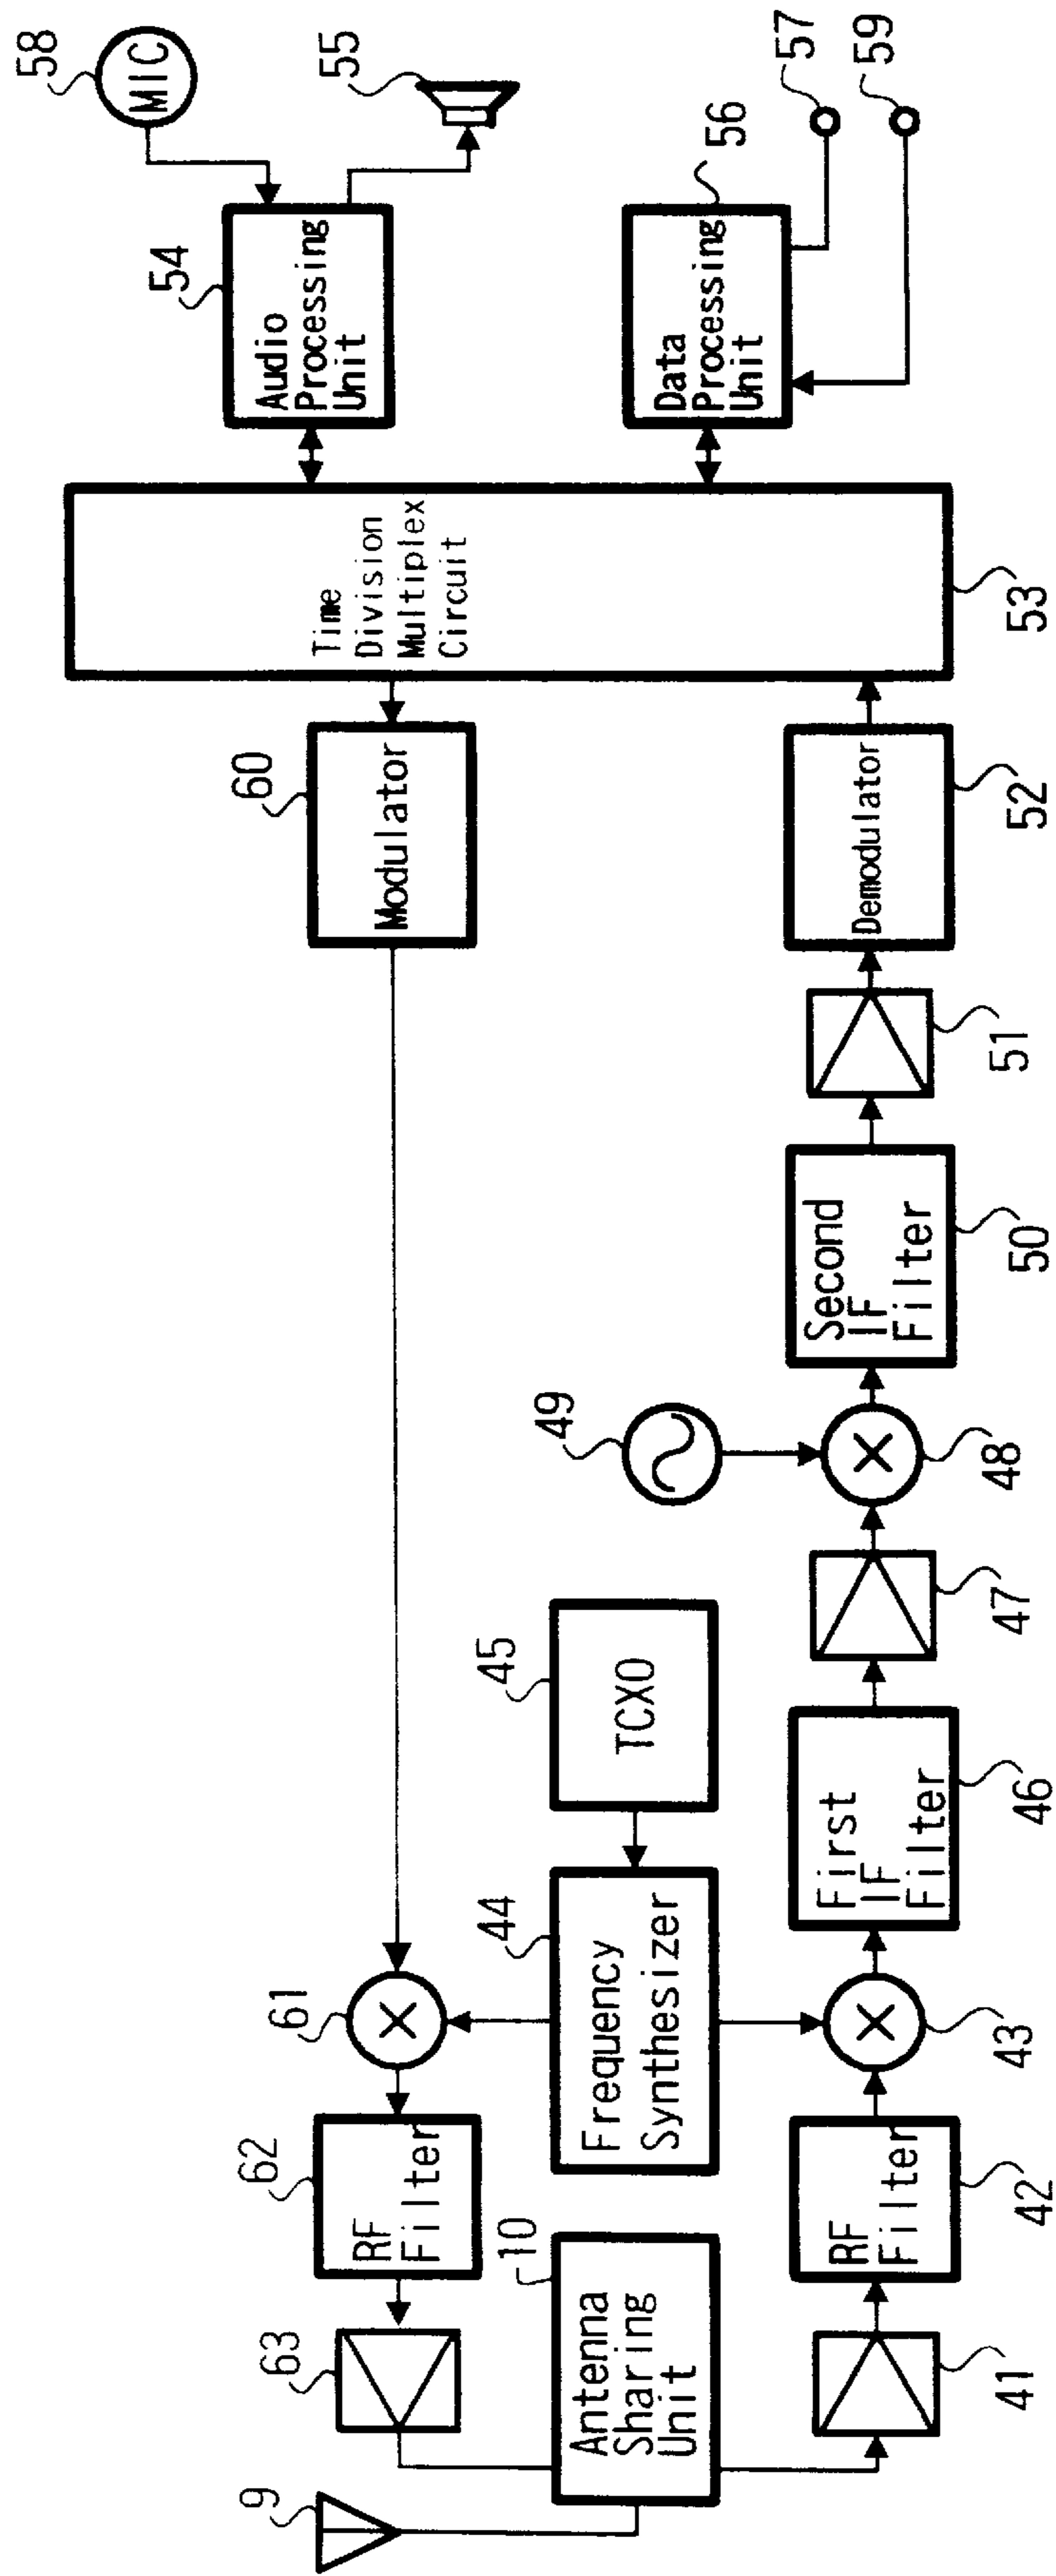 9
63
62
RF
Filter
61
60
Modulator
Time
Division
Multiplex
Circuit
54
Audio
Processing
Unit
58
MIC
55
10
Antenna
Sharing
Unit
44
Frequency
Synthesizer
45
TCXO
49
Data
Processing
Unit
56
57
59
41
RF
Filter
42
43
First
IF
Filter
46
47
48
Second
IF
Filter
50
51
Demodulator
52
53